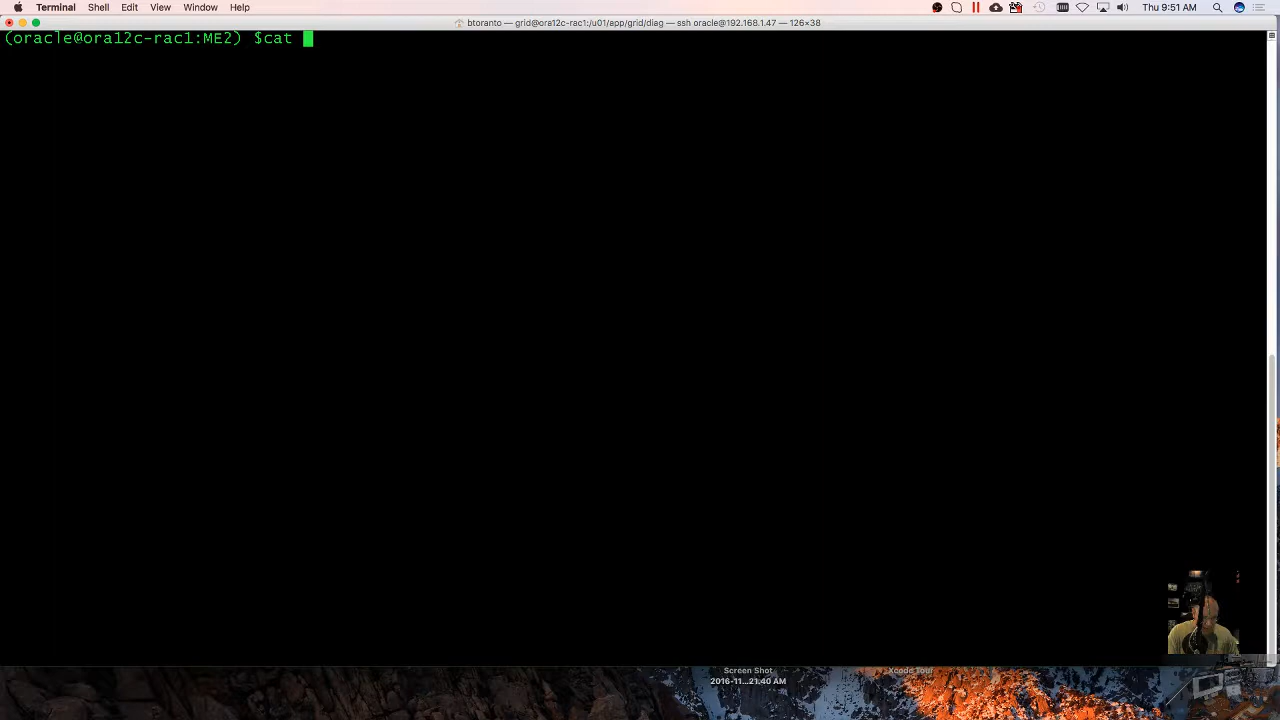 Terminal Shell Edit View Window Help Thu 9:51 AM
btoranto — grid@ora12c-rac1:/u01/app/grid/diag — ssh oracle@192.168.1.47 — 126×38
(oracle@ora12c-rac1:ME2) $cat
Screen Shot
2016-11...21.40 AM
Xcode Tour